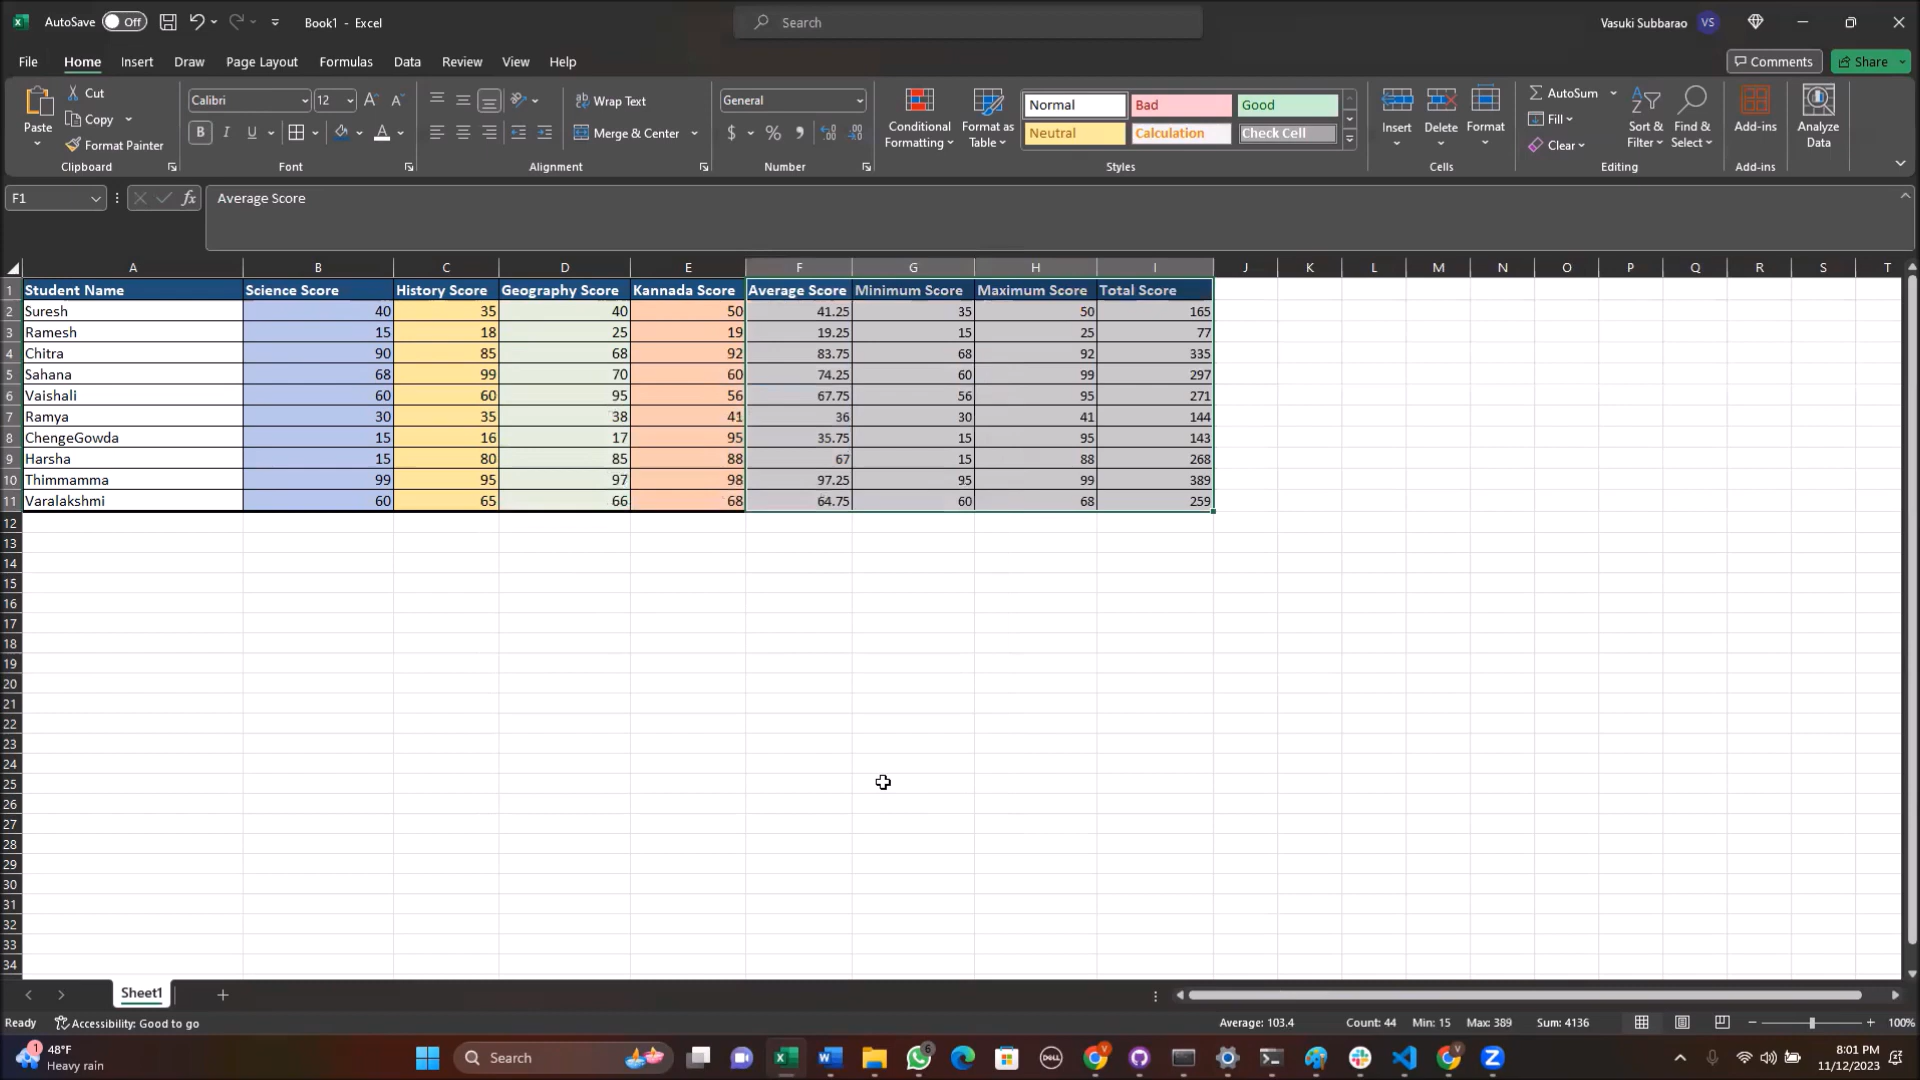 AutoSave Off Book1 - Excel Search Vasuki Subbarao VS
File Home Insert Draw Page Layout Formulas Data Review View Help Comments Share
Paste Cut Copy Format Painter Clipboard
Calibri 12 A A B I U A Font
Wrap Text Merge & Center Alignment
General $ % , Number
Conditional Formatting Format as Table Normal Bad Good Neutral Calculation Check Cell Styles
Insert Delete Format Cells
AutoSum Fill Clear Sort & Filter Find & Select Editing
Add-ins Add-ins
Analyze Data
F1 fx Average Score
A B C D E F G H I J K L M N O P Q R S T
1 Student Name Science Score History Score Geography Score Kannada Score Average Score Minimum Score Maximum Score Total Score
2 Suresh 40 35 40 50 41.25 35 50 165
3 Ramesh 15 18 25 19 19.25 15 25 77
4 Chitra 90 85 68 92 83.75 68 92 335
5 Sahana 68 99 70 60 74.25 60 99 297
6 Vaishali 60 60 95 56 67.75 56 95 271
7 Ramya 30 35 38 41 36 30 41 144
8 ChengeGowda 15 16 17 95 35.75 15 95 143
9 Harsha 15 80 85 88 67 15 88 268
10 Thimmamma 99 95 97 98 97.25 95 99 389
11 Varalakshmi 60 65 66 68 64.75 60 68 259
12
13
14
15
16
17
18
19
20
21
22
23
24
25
26
27
28
29
30
31
32
33
34
Sheet1
Ready Accessibility: Good to go Average: 103.4 Count: 44 Min: 15 Max: 389 Sum: 4136 100%
1 48°F Search DELL 6 8:01 PM
Heavy rain 11/12/2023